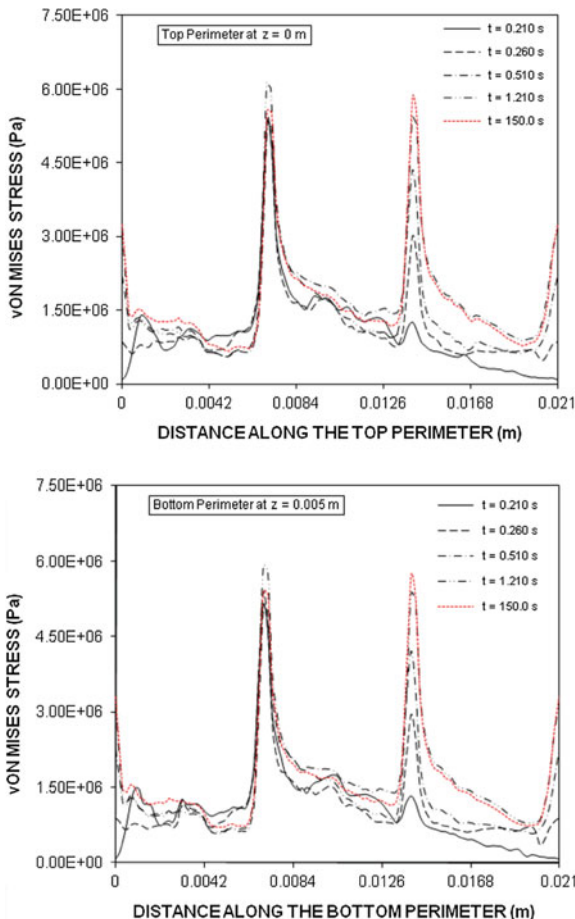 Top Perimeter at z = 0 m
t = 0.210 s
t = 0.260 s
t = 0.510 s
t = 1.210 s
t = 150.0 s
7.50E+06
6.00E+06
4.50E+06
3.00E+06
1.50E+06
0.00E+00
vON MISES STRESS (Pa)
0 0.0042 0.0084 0.0126 0.0168 0.021
DISTANCE ALONG THE TOP PERIMETER (m)
Bottom Perimeter at z = 0.005 m
t = 0.210 s
t = 0.260 s
t = 0.510 s
t = 1.210 s
t = 150.0 s
7.50E+06
6.00E+06
4.50E+06
3.00E+06
1.50E+06
0.00E+00
vON MISES STRESS (Pa)
0 0.0042 0.0084 0.0126 0.0168 0.021
DISTANCE ALONG THE BOTTOM PERIMETER (m)